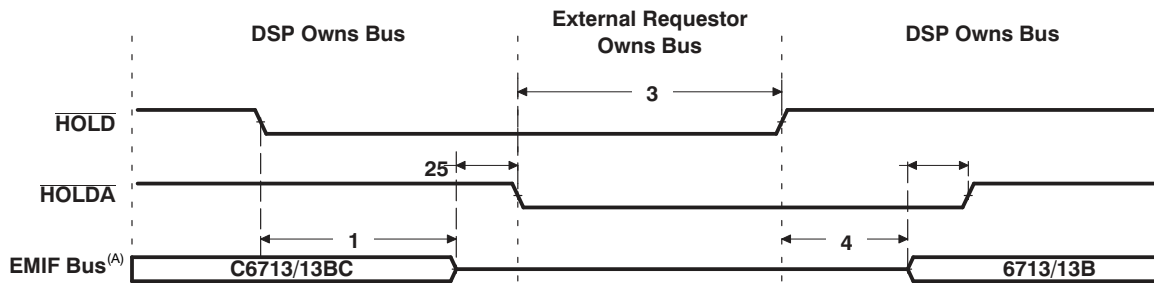 DSP Owns Bus
External Requestor
Owns Bus
DSP Owns Bus
3
HOLD
25
HOLDA
1
4
EMIF Bus(A)
C6713/13BC
6713/13B